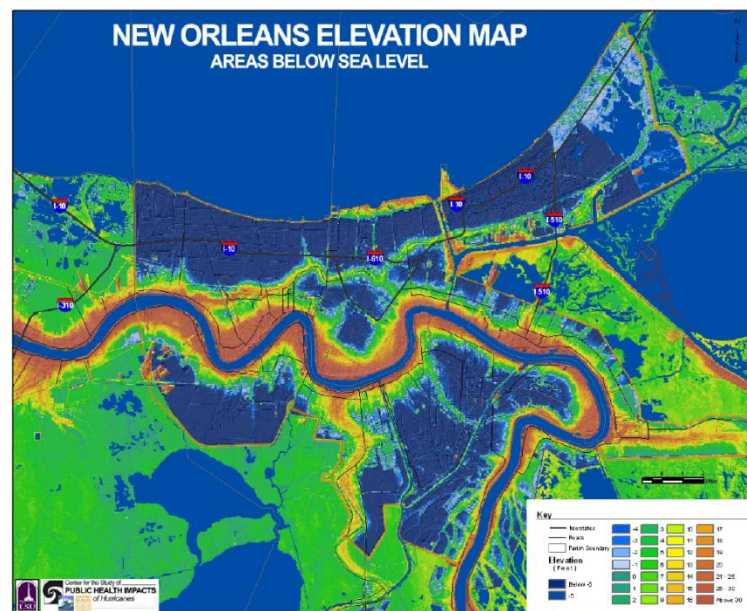 NEW ORLEANS ELEVATION MAP
AREAS BELOW SEA LEVEL
I-10
I-10
I-10
I-10
I-510
I-610
I-510
I-310
Key
Interstates
Roads
Parish Boundary
Elevation
(Feet)
Below -5
-5
-4
-3
-2
-1
0
1
2
3
4
5
6
7
8
9
10
11
12
13
14
15
16
17
18
19
20
21 - 25
26 - 30
Above 30
LSU
Center for the Study of
PUBLIC HEALTH IMPACTS
of Hurricanes